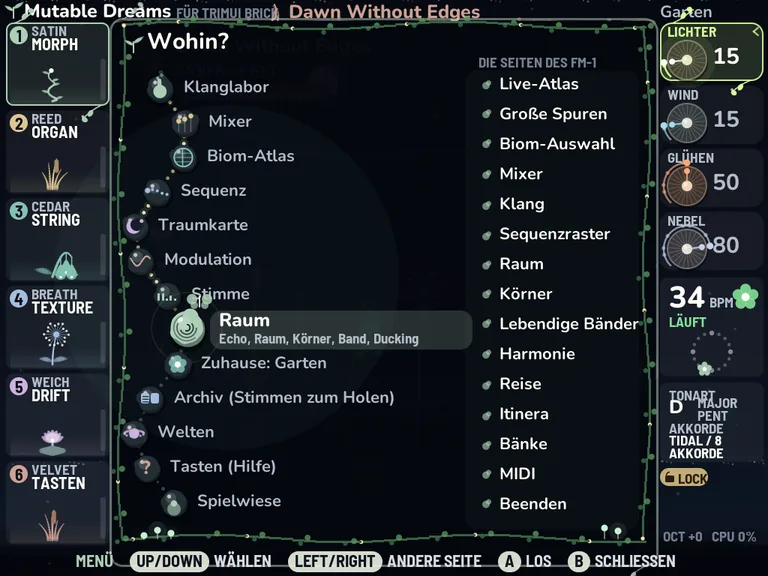 Mutable Dreams FÜR TRIMUI BRICK Dawn Without Edges
Garten
1 SATIN
MORPH
2 REED
ORGAN
3 CEDAR
STRING
4 BREATH
TEXTURE
5 WEICH
DRIFT
6 VELVET
TASTEN
Wohin?
Klanglabor
Mixer
Biom-Atlas
Sequenz
Traumkarte
Modulation
Stimme
Raum
Echo, Raum, Körner, Band, Ducking
Zuhause: Garten
Archiv (Stimmen zum Holen)
Welten
? Tasten (Hilfe)
Spielwiese
DIE SEITEN DES FM-1
Live-Atlas
Große Spuren
Biom-Auswahl
Mixer
Klang
Sequenzraster
Raum
Körner
Lebendige Bänder
Harmonie
Reise
Itinera
Bänke
MIDI
Beenden
LICHTER <
15
WIND
15
GLÜHEN
50
NEBEL
80
34 BPM
LÄUFT
TONART
D MAJOR
PENT
AKKORDE
TIDAL / 8
AKKORDE
LOCK
OCT +0 CPU 0%
MENÜ UP/DOWN WÄHLEN LEFT/RIGHT ANDERE SEITE A LOS B SCHLIESSEN